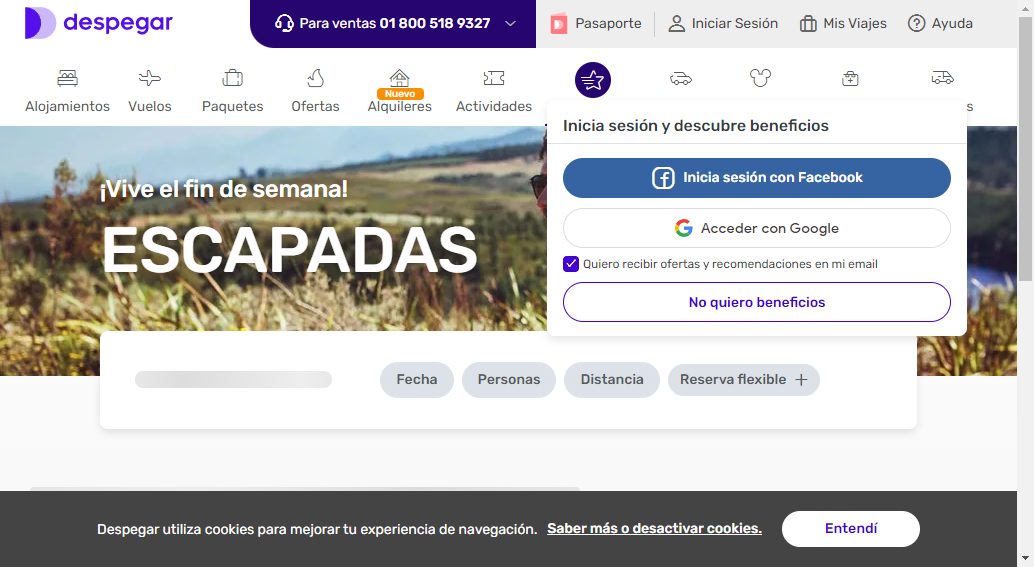 despegar
Para ventas 01 800 518 9327
Pasaporte
Iniciar Sesión
Mis Viajes
Ayuda
Alojamientos
Vuelos
Paquetes
Ofertas
Nuevo
Alquileres
Actividades
Inicia sesión y descubre beneficios
Inicia sesión con Facebook
Acceder con Google
Quiero recibir ofertas y recomendaciones en mi email
No quiero beneficios
¡Vive el fin de semana!
ESCAPADAS
Fecha
Personas
Distancia
Reserva flexible
Despegar utiliza cookies para mejorar tu experiencia de navegación. Saber más o desactivar cookies.
Entendí